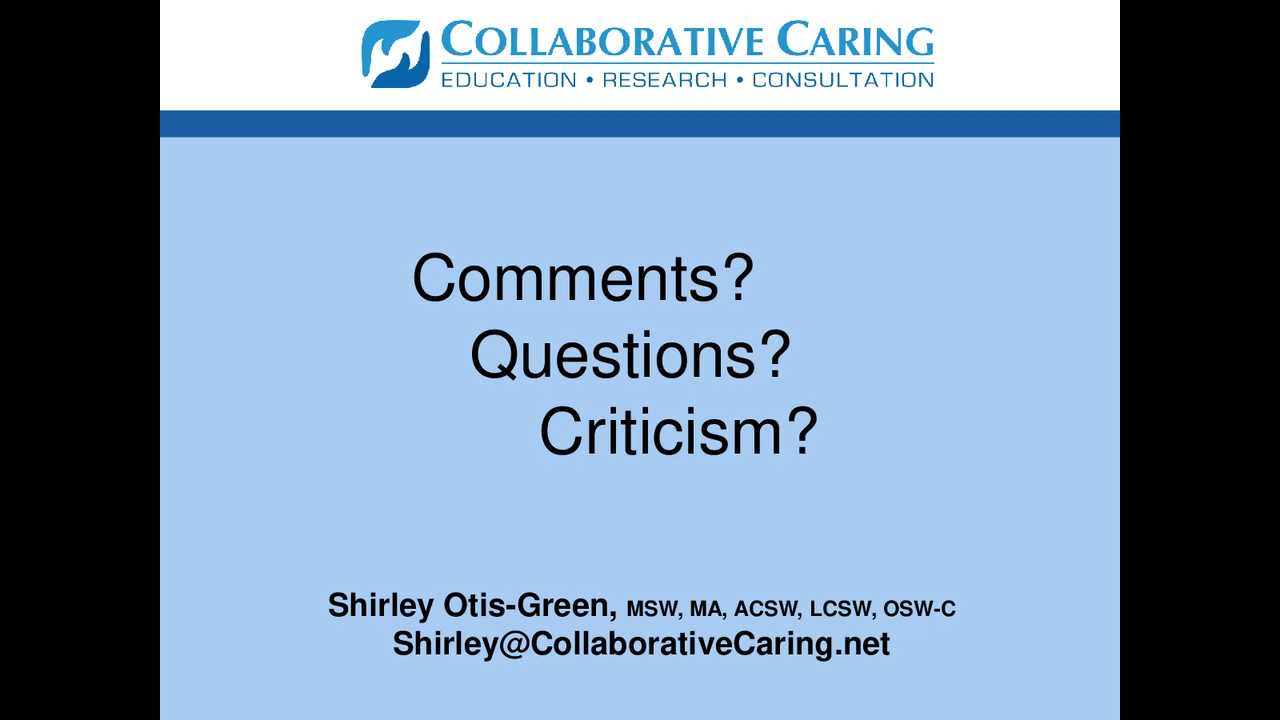 COLLABORATIVE CARING
EDUCATION • RESEARCH • CONSULTATION
Comments?
Questions?
Criticism?
Shirley Otis-Green, MSW, MA, ACSW, LCSW, OSW-C
Shirley@CollaborativeCaring.net